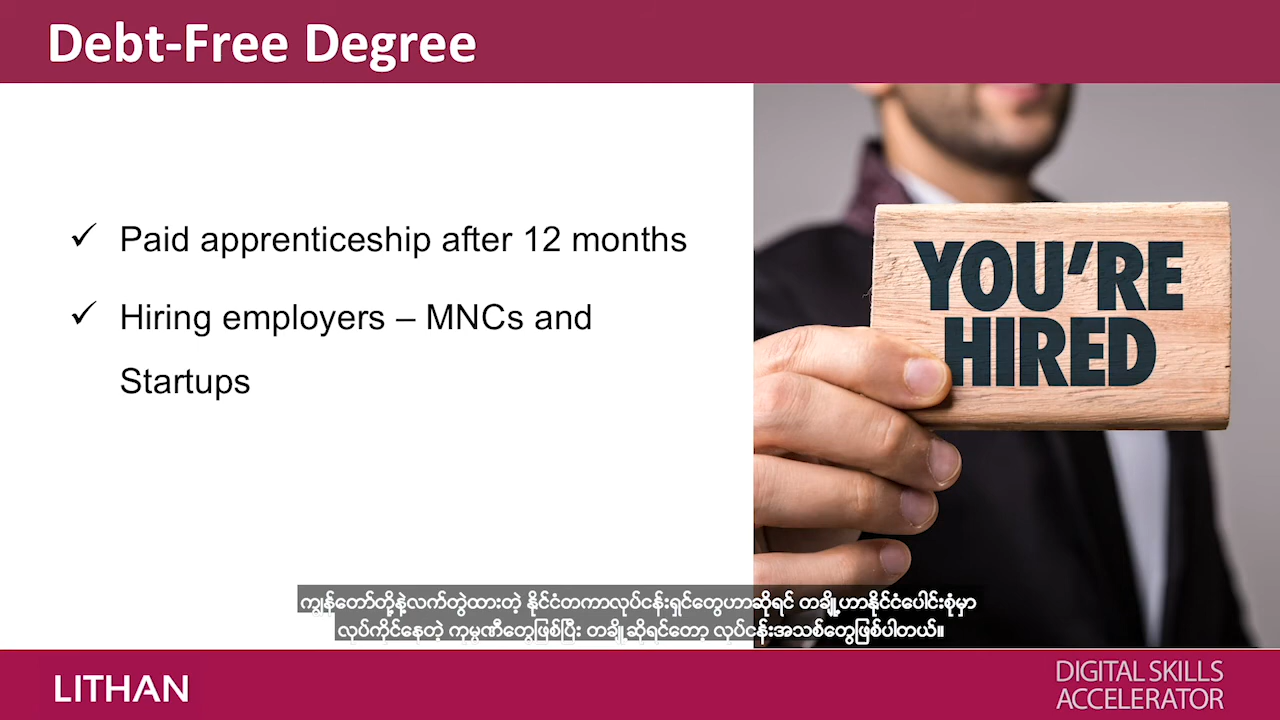 Debt-Free Degree
✓ Paid apprenticeship after 12 months
✓ Hiring employers – MNCs and
Startups
YOU'RE
HIRED
ကျွန်တော်တို့နဲ့လက်တွဲထားတဲ့ နိုင်ငံတကာလုပ်ငန်းရှင်တွေဟာဆိုရင် တချို့ဟာနိုင်ငံပေါင်းစုံမှာ
လုပ်ကိုင်နေတဲ့ ကုမ္ပဏီတွေဖြစ်ပြီး တချို့ဆိုရင်တော့ လုပ်ငန်းအသစ်တွေဖြစ်ပါတယ်။
LITHAN
DIGITAL SKILLS
ACCELERATOR